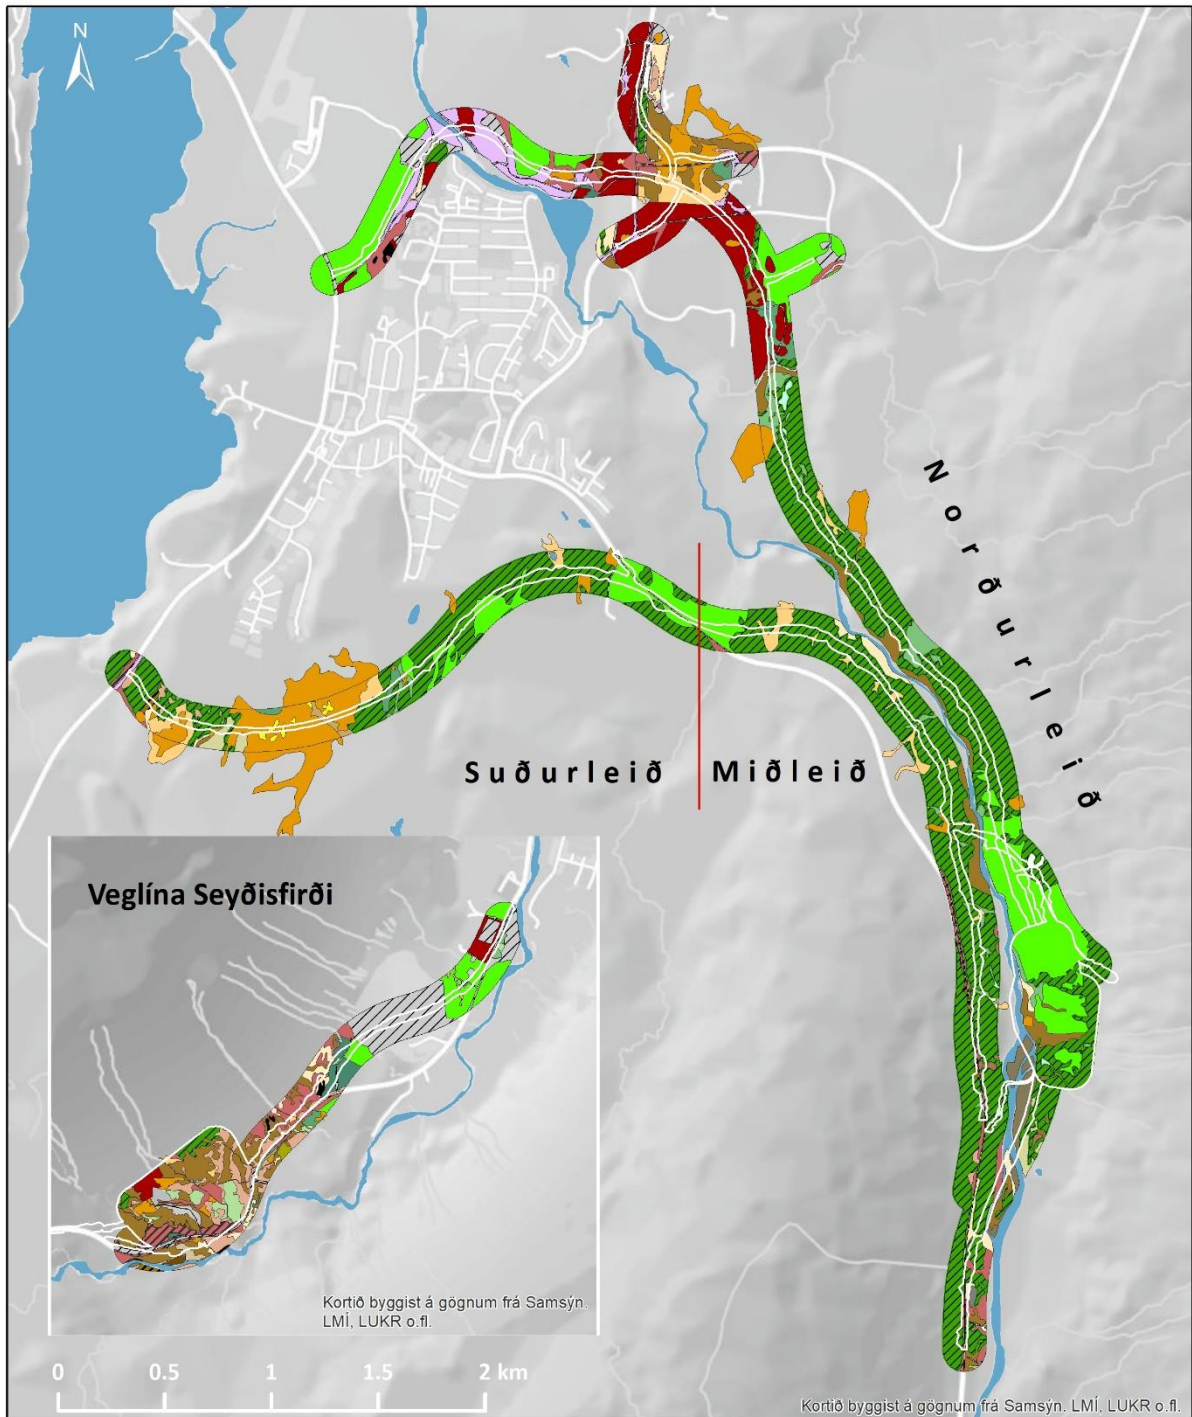 N
Norðurleið
Suðurleið
Miðleið
Veglína Seyðisfirði
Kortið byggist á gögnum frá Samsýn.
LMÍ, LUKR o.fl.
0 0.5 1 1.5 2 km
Kortið byggist á gögnum frá Samsýn. LMÍ, LUKR o.fl.